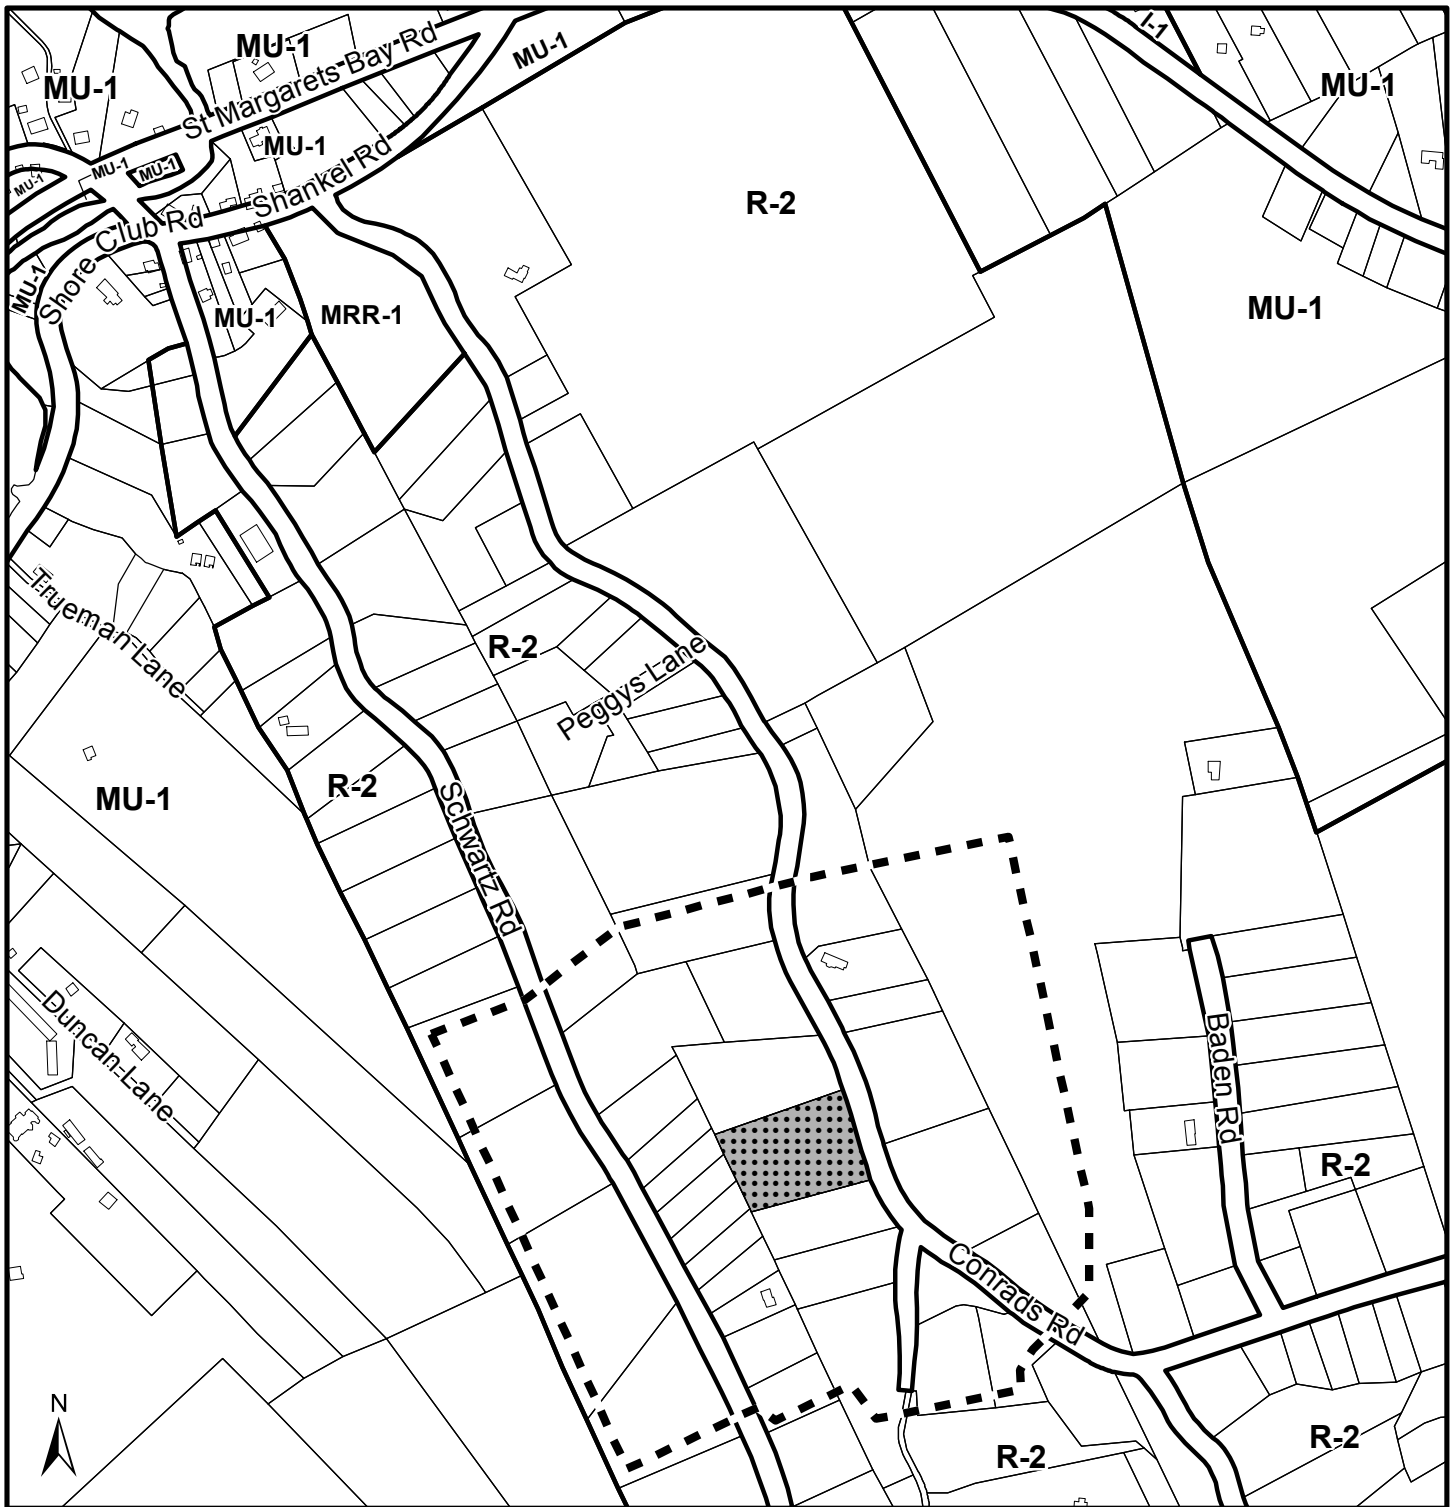 MU-1
St Margarets Bay Rd
MU-1
I-1
MU-1
MU-1
MU-1
MU-1
MU-1
MU-1
Shankel Rd
R-2
Shore Club Rd
MU-1
MU-1
MRR-1
MU-1
Trueman Lane
R-2
Peggys Lane
R-2
MU-1
Schwartz Rd
Duncan Lane
Baden Rd
R-2
Conrads Rd
N
R-2
R-2